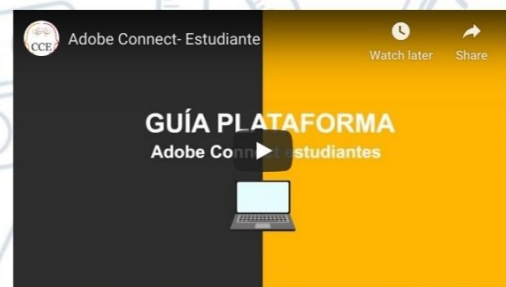 CCE
Adobe Connect- Estudiante
Watch later
Share
GUÍA PLATAFORMA
Adobe estudiantes